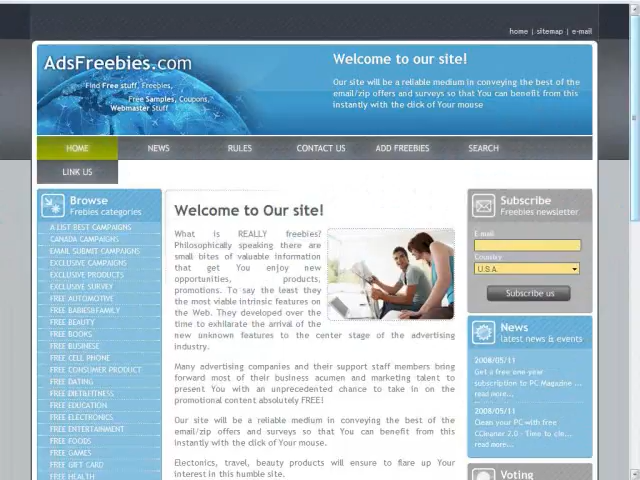 home | sitemap | e-mail
AdsFreebies.com
Find Free stuff, Freebies,
Free Samples, Coupons,
Webmaster Stuff
Welcome to our site!
Our site will be a reliable medium in conveying the best of the
email/zip offers and surveys so that You can benefit from this
instantly with the click of Your mouse
HOME NEWS RULES CONTACT US ADD FREEBIES SEARCH
LINK US
Browse
Freebies categories
A LIST BEST CAMPAIGNS
CANADA CAMPAIGNS
EMAIL SUBMIT CAMPAIGNS
EXCLUSIVE CAMPAIGNS
EXCLUSIVE PRODUCTS
EXCLUSIVE SURVEY
FREE AUTOMOTIVE
FREE BABIES&FAMILY
FREE BEAUTY
FREE BOOKS
FREE BUSINESS
FREE CELL PHONE
FREE CONSUMER PRODUCT
FREE DATING
FREE DIET&FITNESS
FREE EDUCATION
FREE ELECTRONICS
FREE ENTERTAINMENT
FREE FOODS
FREE GAMES
FREE GIFT CARD
FREE HEALTH
Welcome to Our site!
What is REALLY freebies?
Philosophically speaking there are
small bites of valuable information
that get You enjoy new
opportunities, products,
promotions. To say the least they
the most viable intrinsic features on
the Web. They developed over the
time to exhilarate the arrival of the
new unknown features to the center stage of the advertising
industry.
Many advertising companies and their support staff members bring
forward most of their business acumen and marketing talent to
present You with an unprecedented chance to take in on the
promotional content absolutely FREE!
Our site will be a reliable medium in conveying the best of the
email/zip offers and surveys so that You can benefit from this
instantly with the click of Your mouse.
Electonics, travel, beauty products will ensure to flare up Your
interest in this humble site.
Subscribe
Freebies newsletter
E-mail
Country
U.S.A.
Subscribe us
News
latest news & events
2008/05/11
Get a free one-year
subscription to PC Magazine ...
read more...
2008/05/11
Clean your PC with free
CCleaner 2.0 - Time to cle...
read more...
Voting